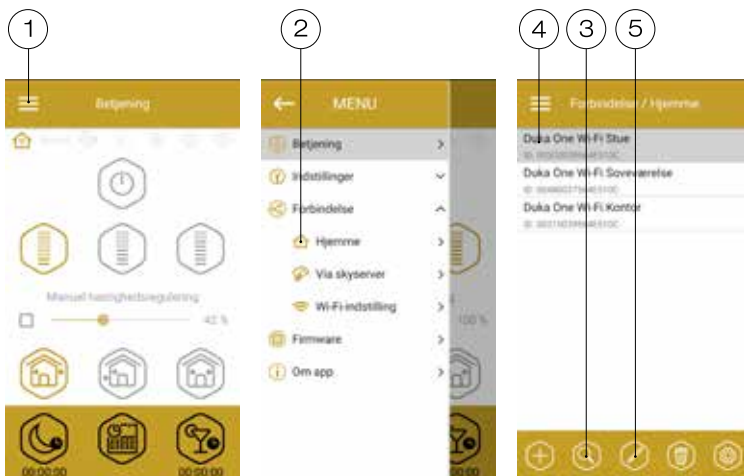 1
2
4 3 5
Betjening
Manuel hastighedsregulering
42 %
00:00:00
00:00:00
MENU
Betjening
Indstillinger
Forbindelse
Hjemme
Via skyserver
Wi-Fi-indstilling
Firmware
Om app
100 %
Forbindelse / Hjemme
Duka One Wi-Fi Stue
Duka One Wi-Fi Soveværelse
Duka One Wi-Fi Kontor